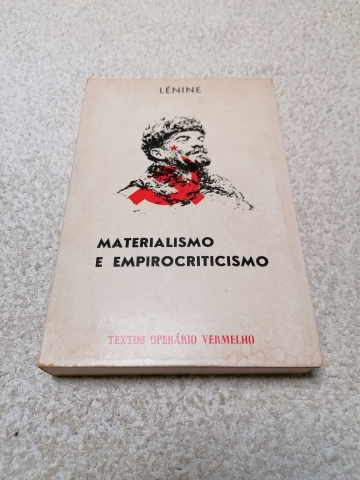 LÉNINE
MATERIALISMO
E EMPIROCRITICISMO
TEXTOS OPERÁRIO VERMELHO